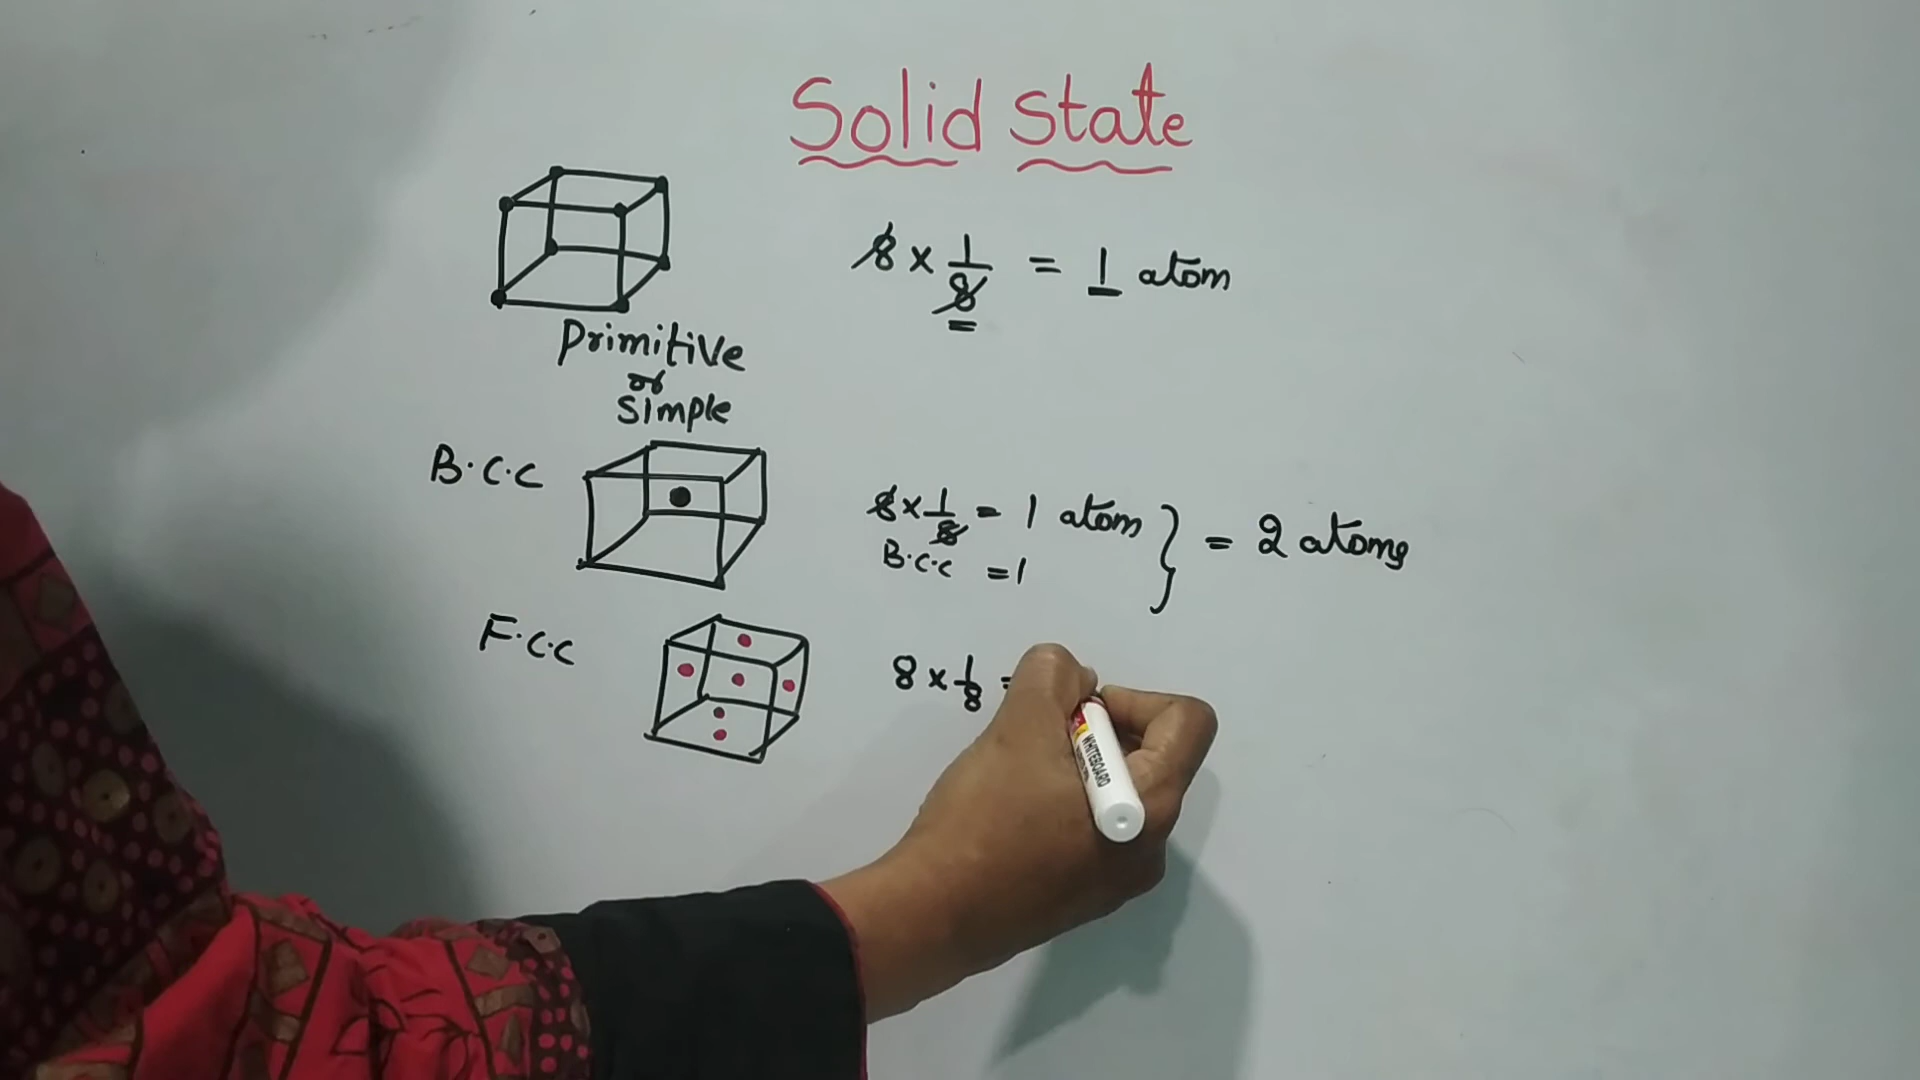 Solid state
8 × 1/8 = 1 atom
Primitive
or
simple
B.C.C
8 × 1/8 = 1 atom } = 2 atoms
B.C.C = 1
F.C.C
8 × 1/8 =
WHITEBOARD